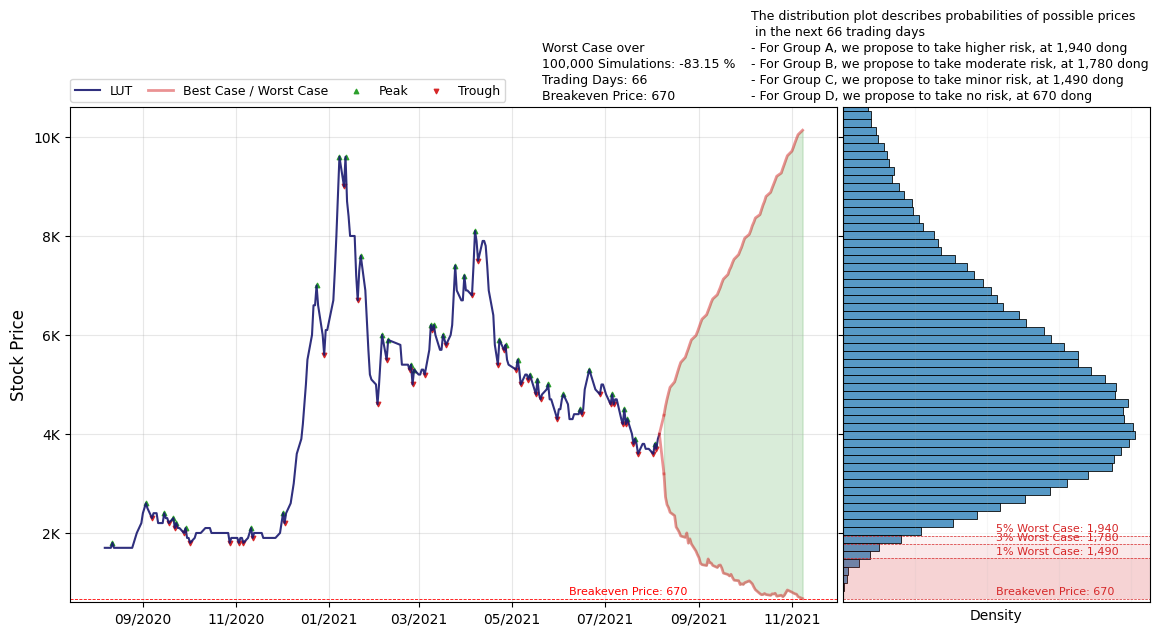 The distribution plot describes probabilities of possible prices
in the next 66 trading days
- For Group A, we propose to take higher risk, at 1,940 dong
- For Group B, we propose to take moderate risk, at 1,780 dong
- For Group C, we propose to take minor risk, at 1,490 dong
- For Group D, we propose to take no risk, at 670 dong
Worst Case over
100,000 Simulations: -83.15 %
Trading Days: 66
Breakeven Price: 670
LUT
Best Case / Worst Case
Peak
Trough
Stock Price
10K
8K
6K
4K
2K
Breakeven Price: 670
09/2020
11/2020
01/2021
03/2021
05/2021
07/2021
09/2021
11/2021
5% Worst Case: 1,940
3% Worst Case: 1,780
1% Worst Case: 1,490
Breakeven Price: 670
Density